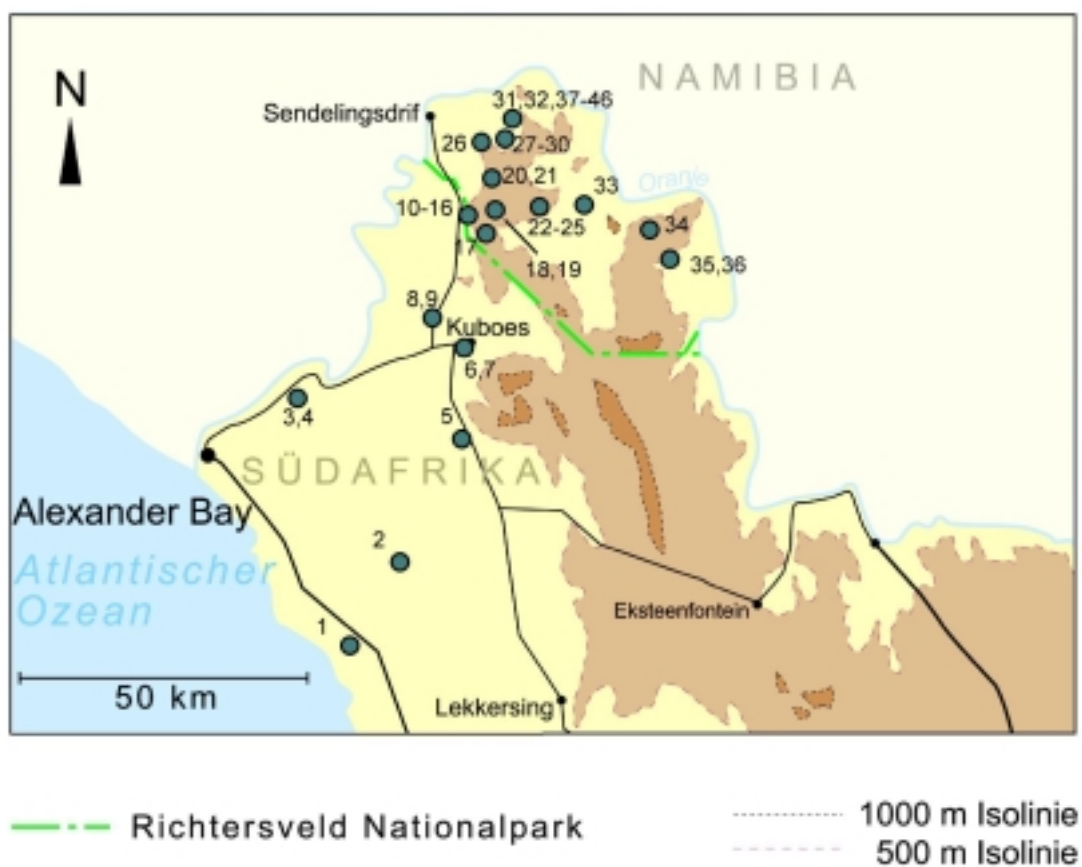 NAMIBIA
N
31,32,37-46
Sendelingsdrif
26
27-30
20,21
33
Oranje
10-16
22-25
34
17
18,19
35,36
8,9
Kuboes
6,7
3,4
5
SÜDAFRIKA
Alexander Bay
2
Atlantischer
Ozean
Eksteenfontein
1
50 km
Lekkersing
Richtersveld Nationalpark
1000 m Isolinie
500 m Isolinie